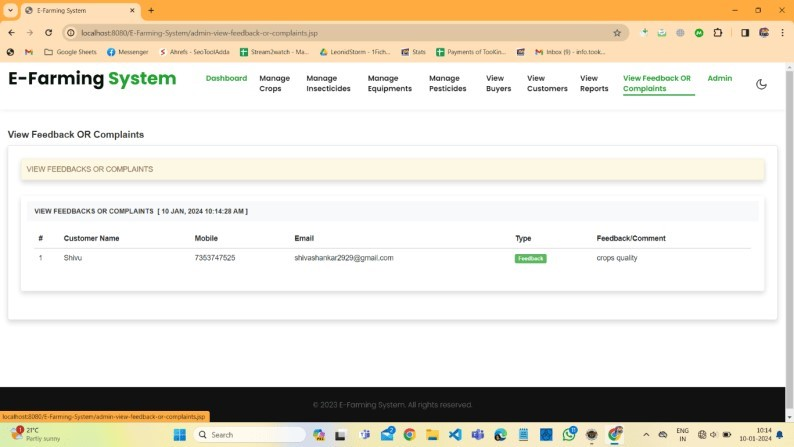 E-Farming System
localhost:8080/E-Farming-System/admin-view-feedback-or-complaints.jsp
Google Sheets Messenger Ahrefs - SeoToolAdda Stream2watch - Ma... LeonidStorm - 1Fich... Stats Payments of TooKin... Inbox (9) - info.took...
E-Farming System
Dashboard Manage Crops Manage Insecticides Manage Equipments Manage Pesticides View Buyers View Customers View Reports View Feedback OR Complaints Admin
View Feedback OR Complaints
VIEW FEEDBACKS OR COMPLAINTS
VIEW FEEDBACKS OR COMPLAINTS [ 10 JAN, 2024 10:14:28 AM ]
# Customer Name Mobile Email Type Feedback/Comment
1 Shivu 7353747525 shivashankar2929@gmail.com Feedback crops quality
© 2023 E-Farming System. All rights reserved.
localhost:8080/E-Farming-System/admin-view-feedback-or-complaints.jsp
21°C
Partly sunny
Search
ENG
IN
10:14
10-01-2024